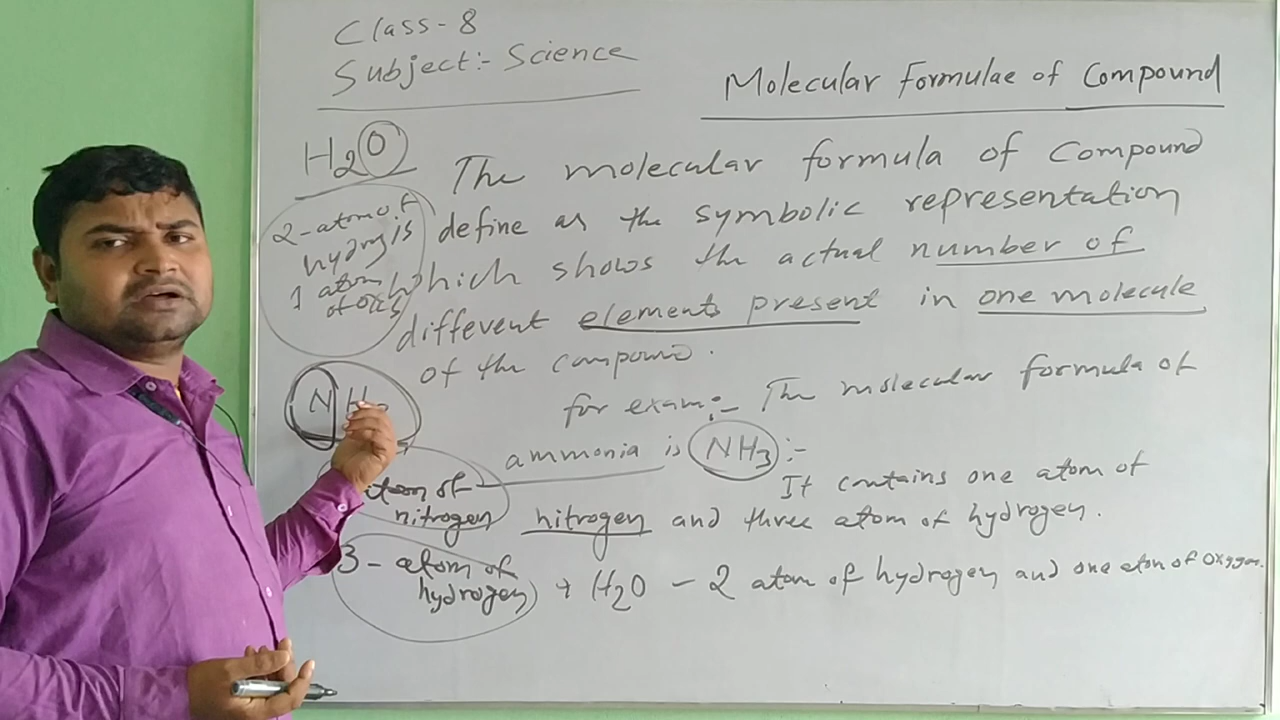 Class-8
Subject:- Science
Molecular Formulae of Compound
H2O
2-atom of
hydrg is
1 atom
of
The molecular formula of Compound
define as the symbolic representation
Which shows the actual number of
different elements present in one molecule
of the compound.
for exam:- The molecular formula of
ammonia is NH3 :-
It contains one atom of
nitrogen and three atom of hydrogen.
+ H2O - 2 atom of hydrogen and one atom of Oxygen.
NH
atom of
nitrogen
3-atom of
hydrogen